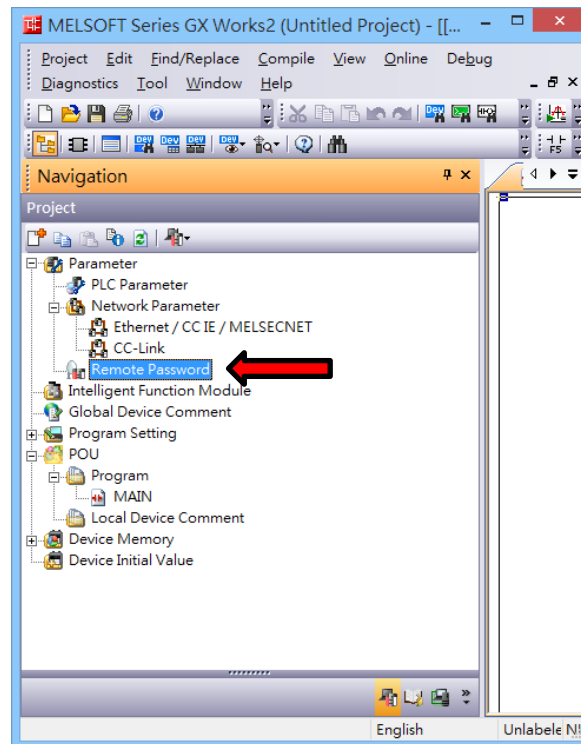 MELSOFT Series GX Works2 (Untitled Project) - [[...
Project Edit Find/Replace Compile View Online Debug
Diagnostics Tool Window Help
Navigation
Project
Parameter
PLC Parameter
Network Parameter
Ethernet / CC IE / MELSECNET
CC-Link
Remote Password
Intelligent Function Module
Global Device Comment
Program Setting
POU
Program
MAIN
Local Device Comment
Device Memory
Device Initial Value
English Unlabele